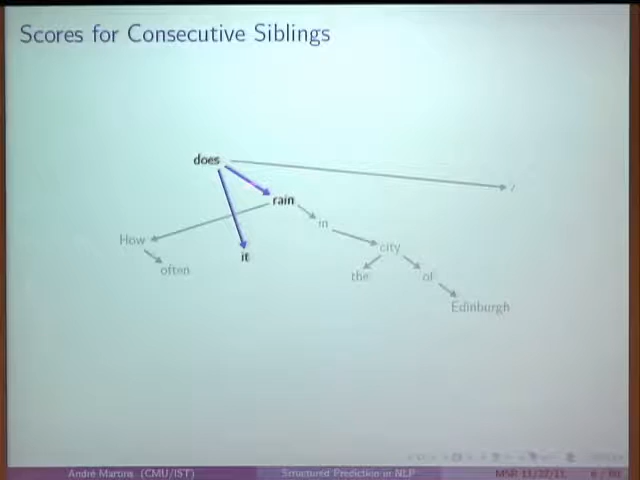 Scores for Consecutive Siblings
does
rain
in
How
city
it
often
the
of
Edinburgh
André Martins (CMU/IST)
Structured Prediction in NLP